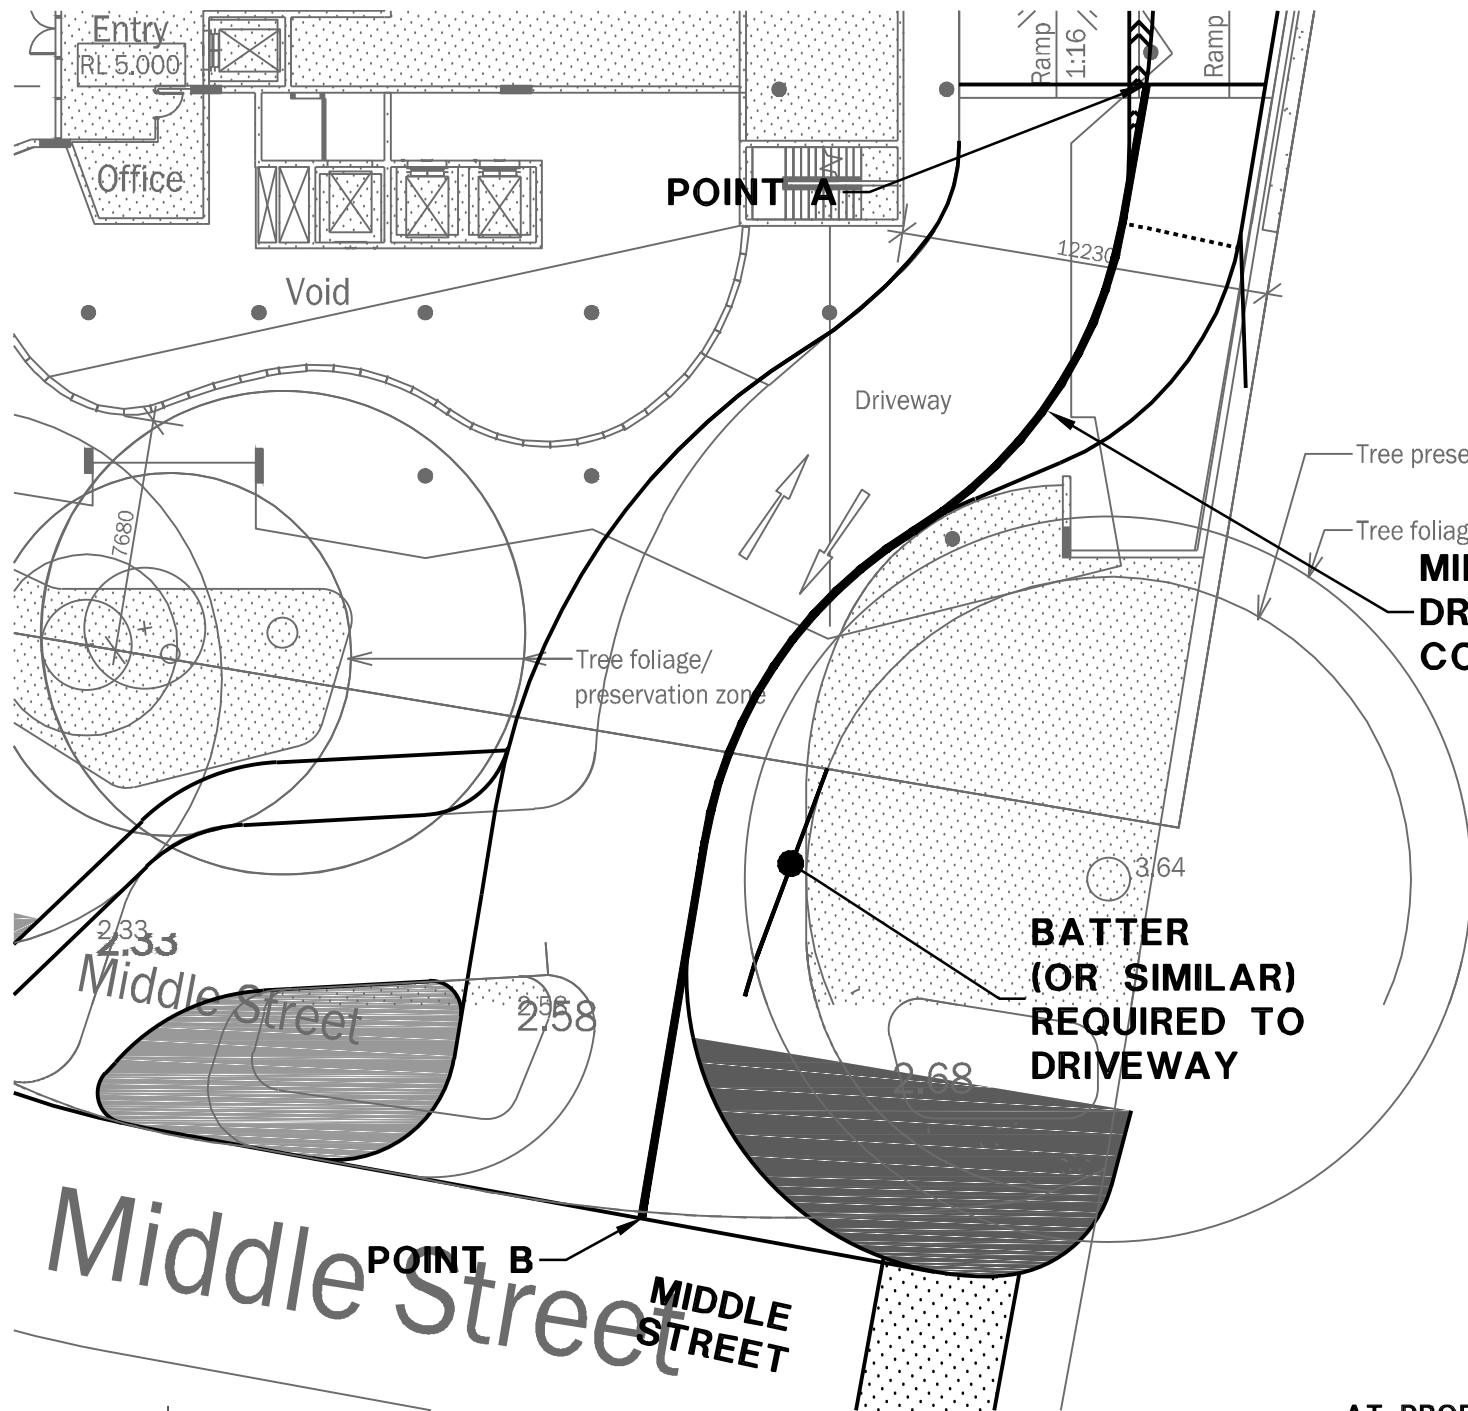 Entry
RL 5.000
Ramp
1:16
Ramp
Office
POINT A
12230
Void
Driveway
Tree prese
7680
Tree foliag
MI
DR
CO
Tree foliage/
preservation zone
3.64
BATTER
(OR SIMILAR)
REQUIRED TO
DRIVEWAY
2.33
2.33
Middle Street
2.58
2.58
2.68
Middle Street
POINT B
MIDDLE
STREET